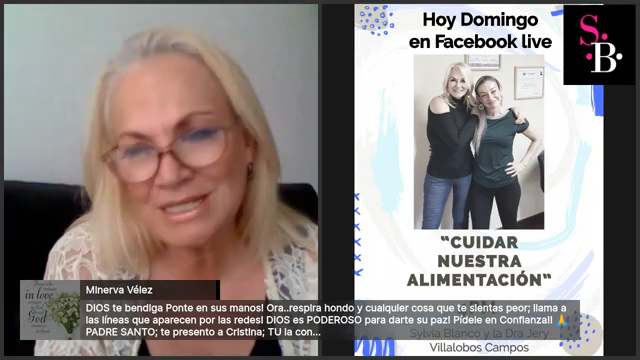 Hoy Domingo
en Facebook live
S.
.B.
“CUIDAR
NUESTRA
ALIMENTACIÓN”
Sylvia Blanco y la Dra Jery
Villalobos Campos
in love
God
Minerva Vélez
DIOS te bendiga Ponte en sus manos! Ora..respira hondo y cualquier cosa que te sientas peor; llama a
las líneas que aparecen por las redes! DIOS es PODEROSO para darte su paz! Pídele en Confianza!! 🙏
PADRE SANTO; te presento a Cristina; TU la con...